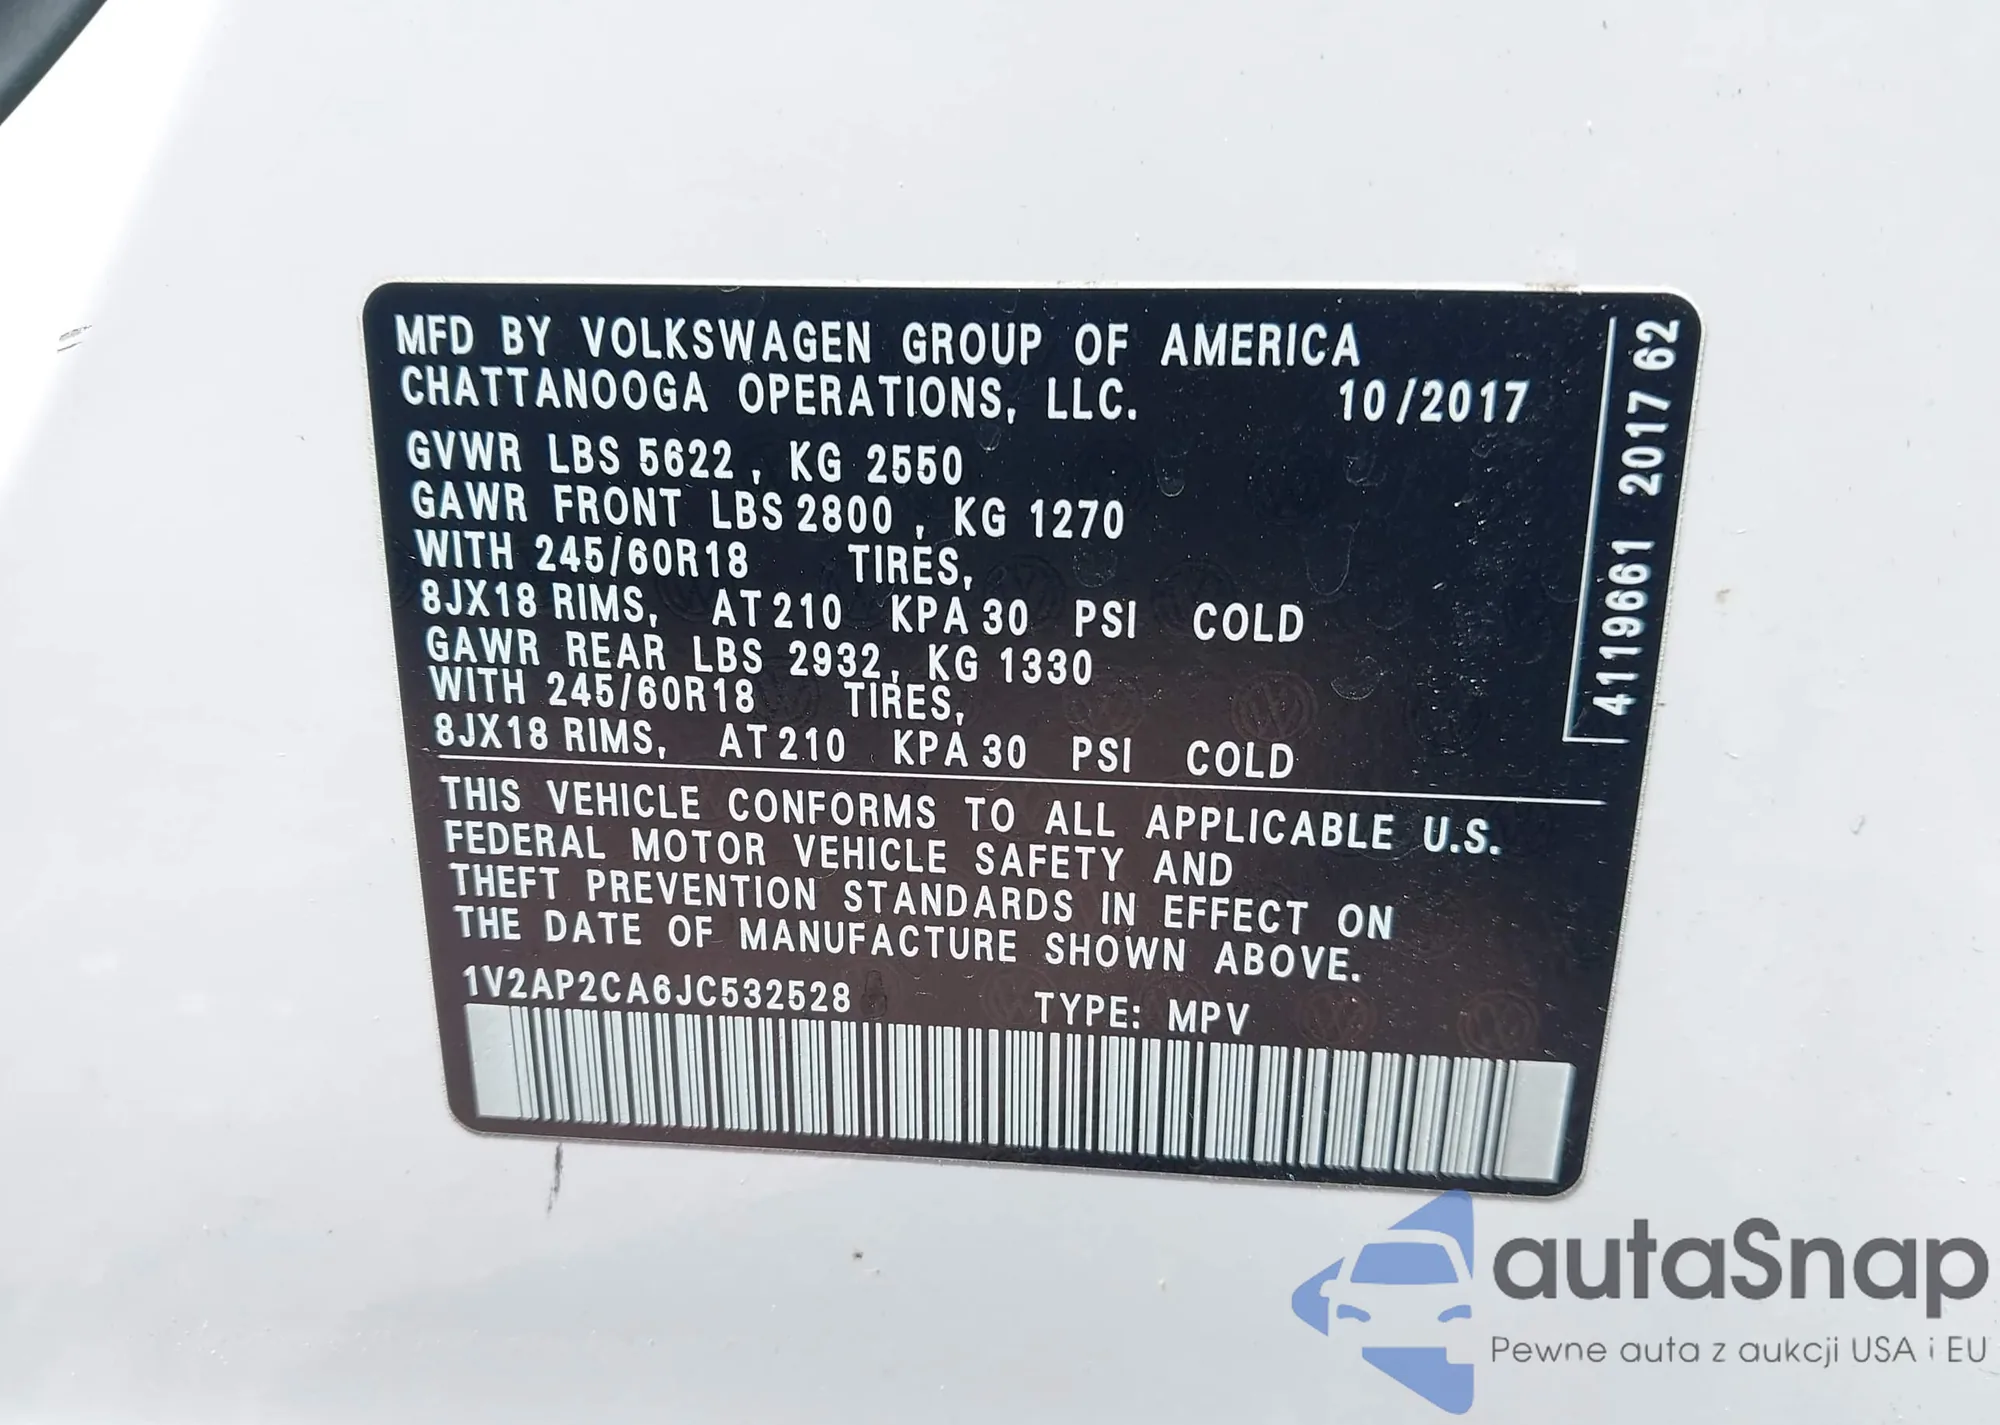 MFD BY VOLKSWAGEN GROUP OF AMERICA
CHATTANOOGA OPERATIONS, LLC. 10/2017
GVWR LBS 5622, KG 2550
GAWR FRONT LBS 2800, KG 1270
WITH 245/60R18 TIRES,
8JX18 RIMS, AT 210 KPA 30 PSI COLD
GAWR REAR LBS 2932, KG 1330
WITH 245/60R18 TIRES,
8JX18 RIMS, AT 210 KPA 30 PSI COLD
THIS VEHICLE CONFORMS TO ALL APPLICABLE U.S.
FEDERAL MOTOR VEHICLE SAFETY AND
THEFT PREVENTION STANDARDS IN EFFECT ON
THE DATE OF MANUFACTURE SHOWN ABOVE.
1V2AP2CA6JC532528 TYPE: MPV
4119661 2017 62
autaSnap
Pewne auta z aukcji USA i EU